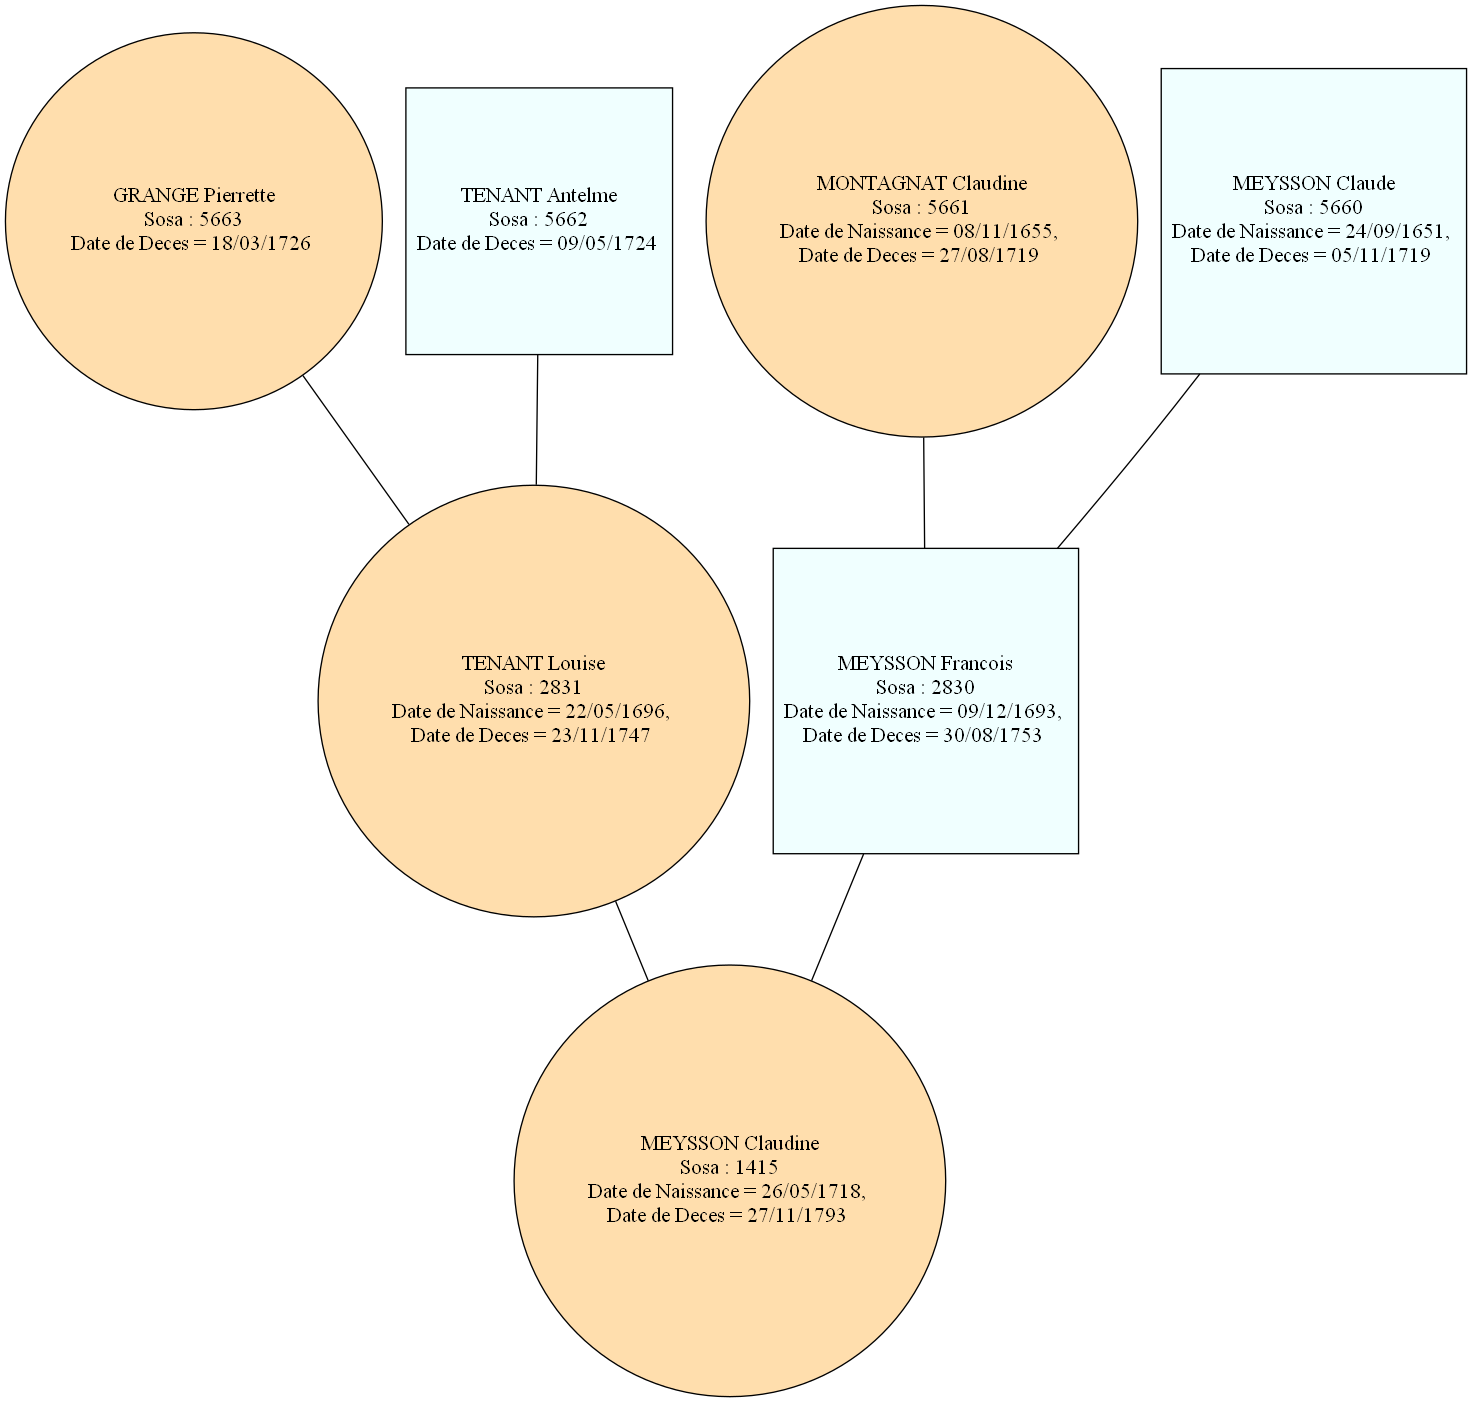 GRANGE Pierrette
Sosa : 5663
Date de Deces = 18/03/1726
TENANT Antelme
Sosa : 5662
Date de Deces = 09/05/1724
MONTAGNAT Claudine
Sosa : 5661
Date de Naissance = 08/11/1655,
Date de Deces = 27/08/1719
MEYSSON Claude
Sosa : 5660
Date de Naissance = 24/09/1651,
Date de Deces = 05/11/1719
TENANT Louise
Sosa : 2831
Date de Naissance = 22/05/1696,
Date de Deces = 23/11/1747
MEYSSON Francois
Sosa : 2830
Date de Naissance = 09/12/1693,
Date de Deces = 30/08/1753
MEYSSON Claudine
Sosa : 1415
Date de Naissance = 26/05/1718,
Date de Deces = 27/11/1793